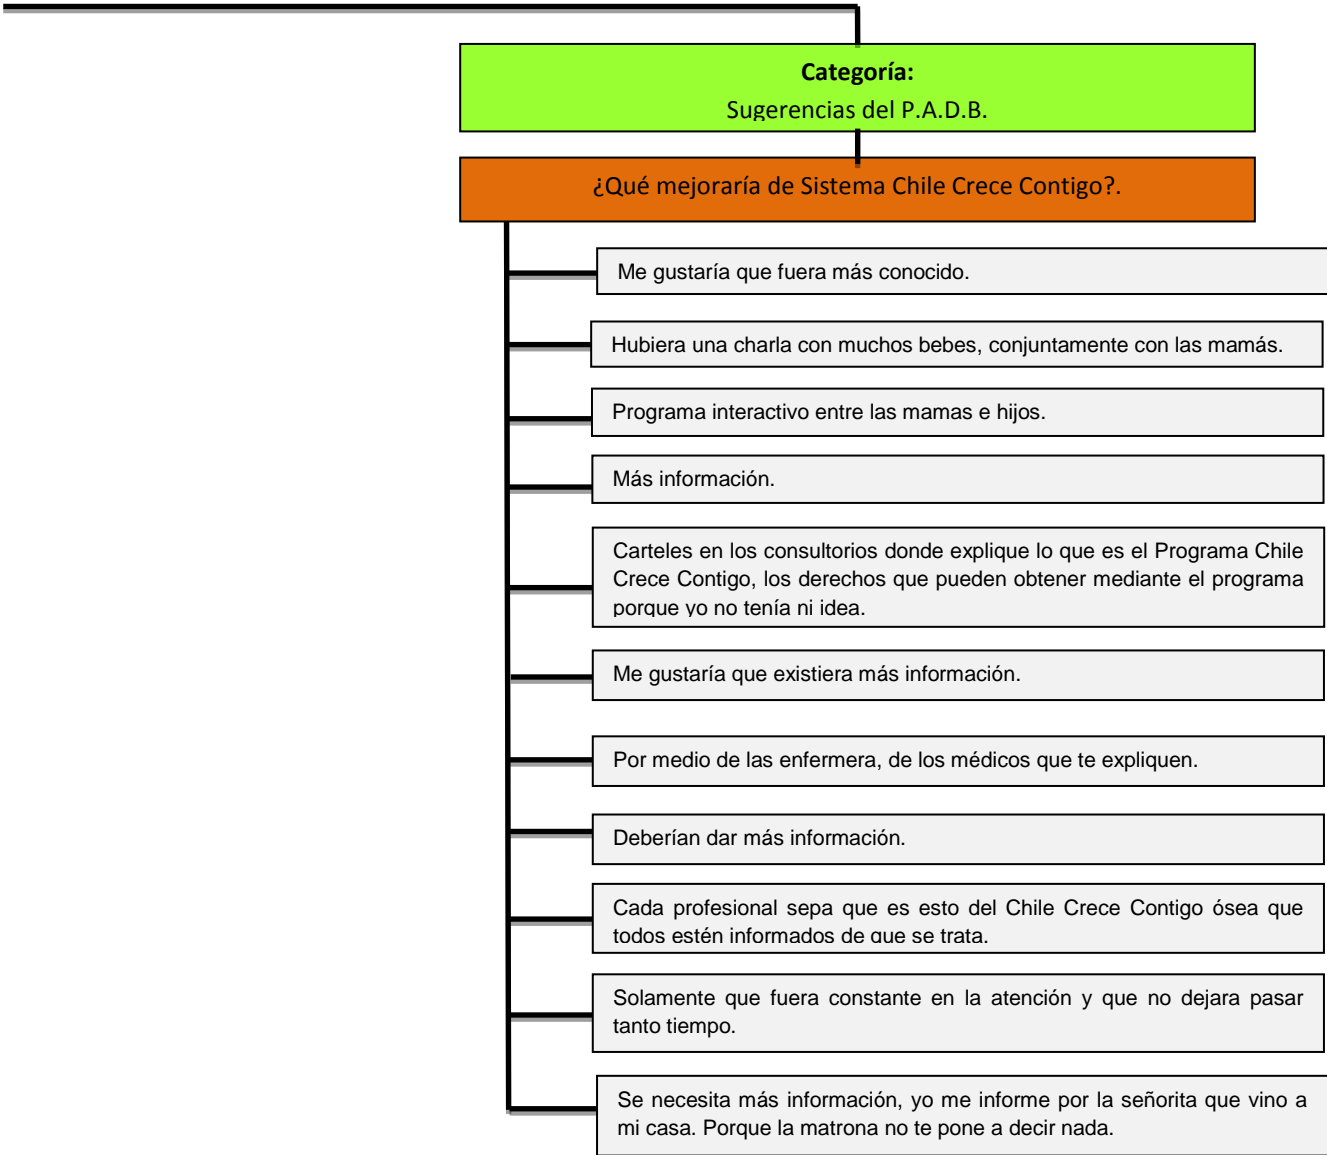 Categoría:
Sugerencias del P.A.D.B.
¿Qué mejoraría de Sistema Chile Crece Contigo?.
Me gustaría que fuera más conocido.
Hubiera una charla con muchos bebes, conjuntamente con las mamás.
Programa interactivo entre las mamas e hijos.
Más información.
Carteles en los consultorios donde explique lo que es el Programa Chile
Crece Contigo, los derechos que pueden obtener mediante el programa
porque yo no tenía ni idea.
Me gustaría que existiera más información.
Por medio de las enfermera, de los médicos que te expliquen.
Deberían dar más información.
Cada profesional sepa que es esto del Chile Crece Contigo ósea que
todos estén informados de que se trata.
Solamente que fuera constante en la atención y que no dejara pasar
tanto tiempo.
Se necesita más información, yo me informe por la señorita que vino a
mi casa. Porque la matrona no te pone a decir nada.